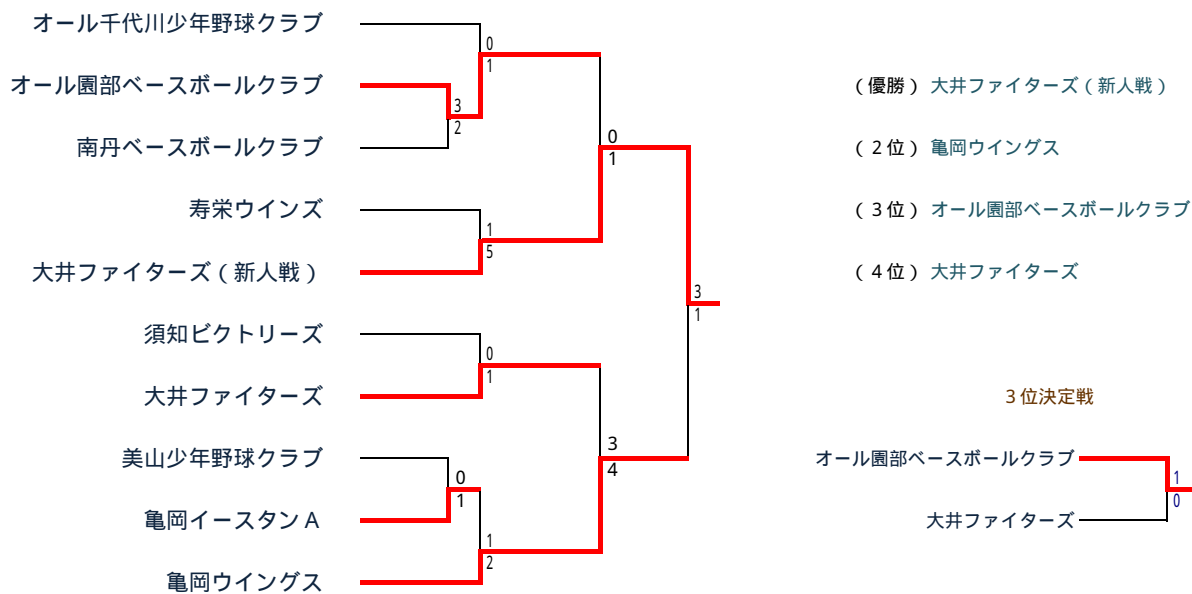 オール千代川少年野球クラブ
0
1
オール園部ベースボールクラブ
3
2
南丹ベースボールクラブ
0
1
寿栄ウインズ
1
5
大井ファイターズ（新人戦）
3
1
須知ビクトリーズ
0
1
大井ファイターズ
美山少年野球クラブ
3
4
0
1
亀岡イースタンＡ
1
2
亀岡ウイングス
（優勝）大井ファイターズ（新人戦）
（２位）亀岡ウイングス
（３位）オール園部ベースボールクラブ
（４位）大井ファイターズ
３位決定戦
オール園部ベースボールクラブ
1
0
大井ファイターズ